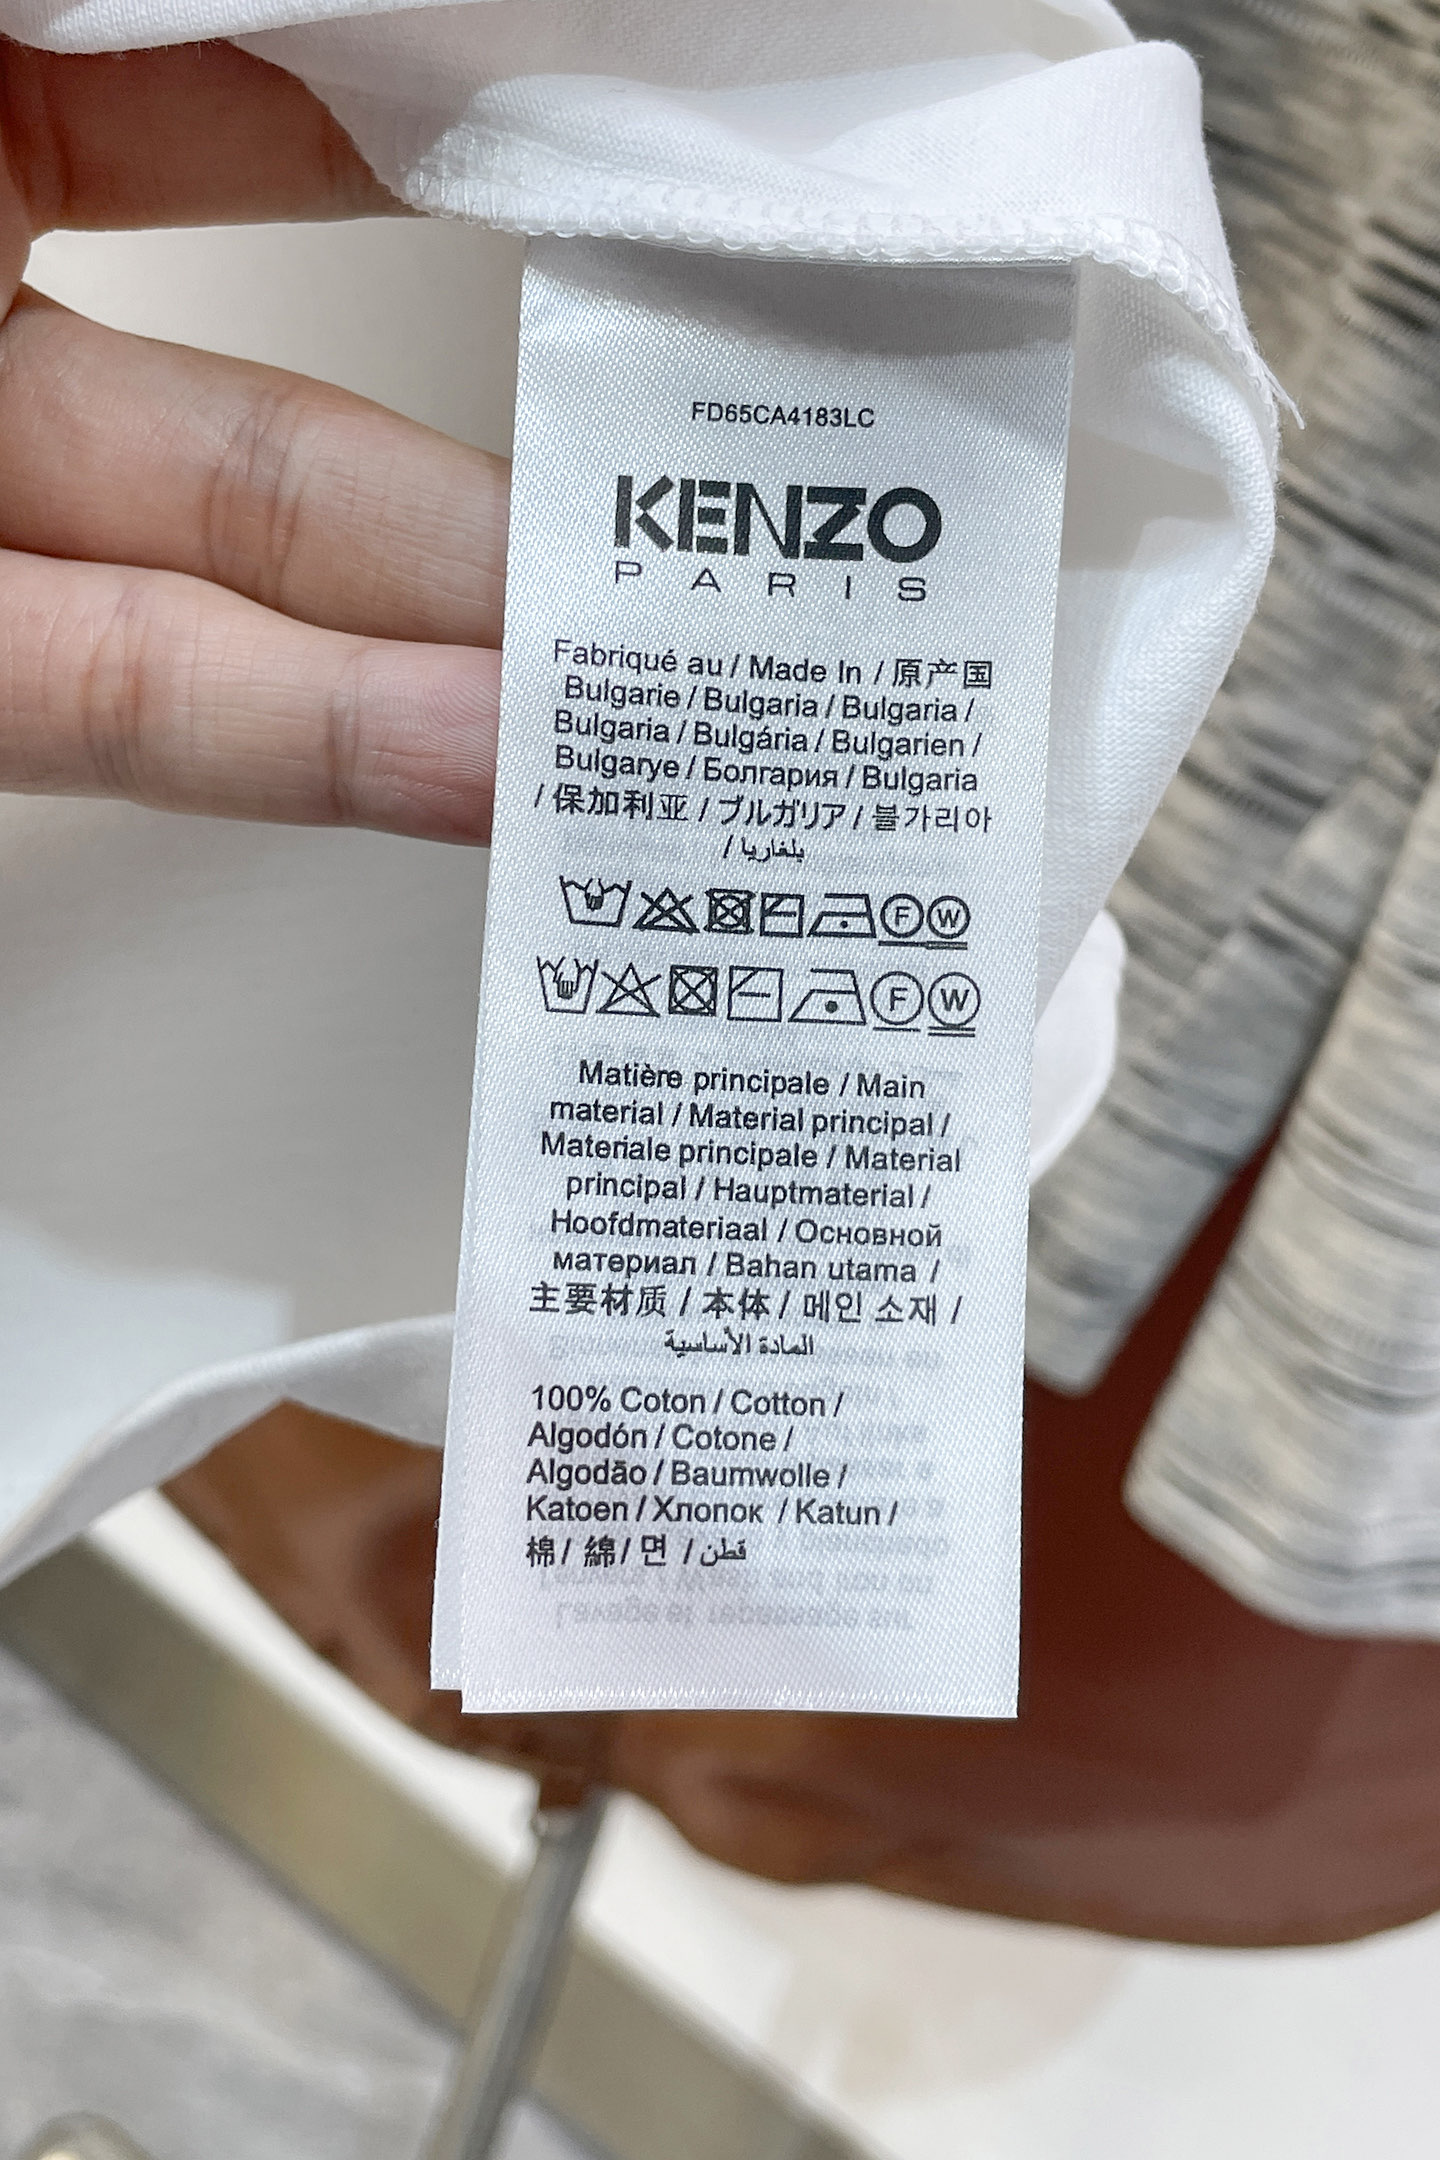 FD65CA4183LC
KENZO
PARIS
Fabriqué au / Made In / 原产国
Bulgarie / Bulgaria / Bulgaria /
Bulgaria / Bulgária / Bulgarien /
Bulgarye / Болгария / Bulgaria
/ 保加利亚 / ブルガリア / 불가리아
/ بلغاريا
F W
F W
Matière principale / Main
material / Material principal /
Materiale principale / Material
principal / Hauptmaterial /
Hoofdmateriaal / Основной
материал / Bahan utama /
主要材质 / 本体 / 메인 소재 /
المادة الأساسية
100% Coton / Cotton /
Algodón / Cotone /
Algodão / Baumwolle /
Katoen / Хлопок / Katun /
棉 / 綿 / 면 / قطن